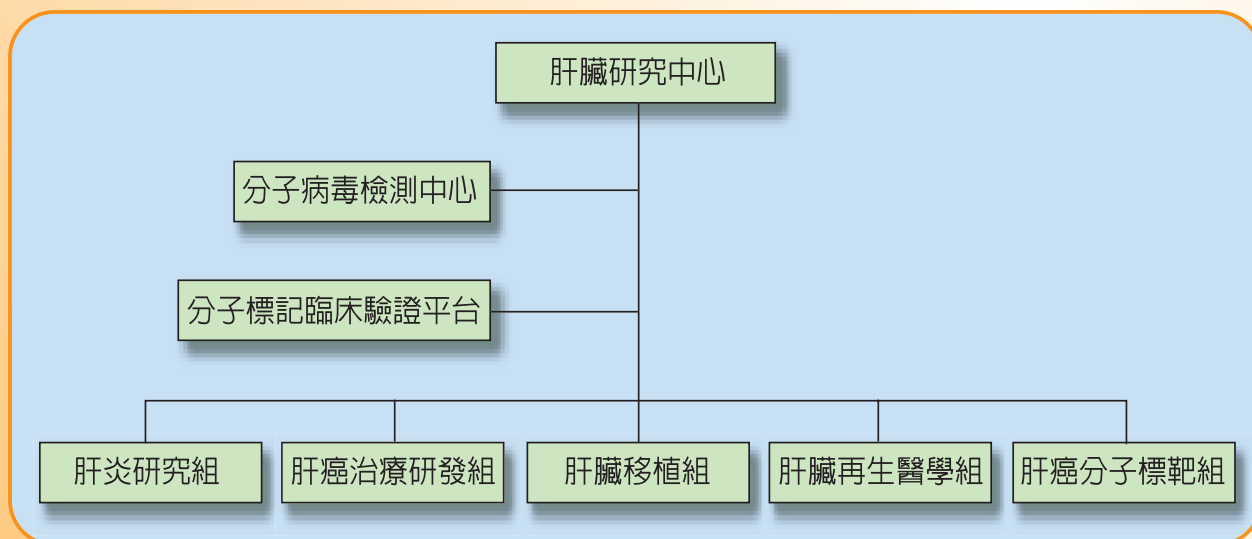 肝臟研究中心
分子病毒檢測中心
分子標記臨床驗證平台
肝炎研究組
肝癌治療研發組
肝臟移植組
肝臟再生醫學組
肝癌分子標靶組